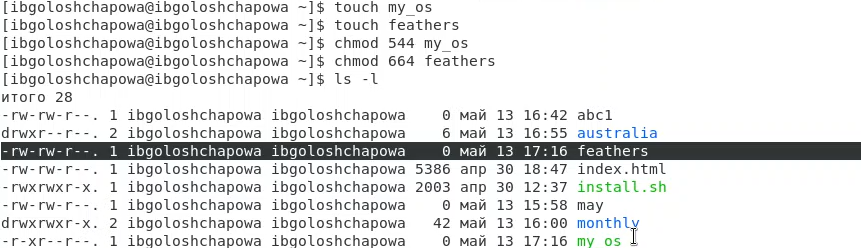 [ibgoloshchapowa@ibgoloshchapowa ~]$ touch my_os
[ibgoloshchapowa@ibgoloshchapowa ~]$ touch feathers
[ibgoloshchapowa@ibgoloshchapowa ~]$ chmod 544 my_os
[ibgoloshchapowa@ibgoloshchapowa ~]$ chmod 664 feathers
[ibgoloshchapowa@ibgoloshchapowa ~]$ ls -l
итого 28
-rw-rw-r--. 1 ibgoloshchapowa ibgoloshchapowa    0 май 13 16:42 abc1
drwxr--r--. 2 ibgoloshchapowa ibgoloshchapowa    6 май 13 16:55 australia
-rw-rw-r--. 1 ibgoloshchapowa ibgoloshchapowa    0 май 13 17:16 feathers
-rw-rw-r--. 1 ibgoloshchapowa ibgoloshchapowa 5386 апр 30 18:47 index.html
-rwxrwxr-x. 1 ibgoloshchapowa ibgoloshchapowa 2003 апр 30 12:37 install.sh
-rw-rw-r--. 1 ibgoloshchapowa ibgoloshchapowa    0 май 13 15:58 may
drwxrwxr-x. 2 ibgoloshchapowa ibgoloshchapowa   42 май 13 16:00 monthly
-r-xr--r--. 1 ibgoloshchapowa ibgoloshchapowa    0 май 13 17:16 my_os